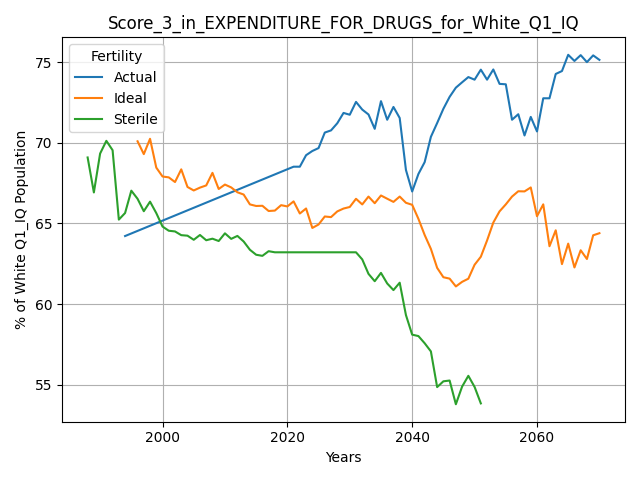 Score_3_in_EXPENDITURE_FOR_DRUGS_for_White_Q1_IQ
Fertility
Actual
Ideal
Sterile
75
70
65
60
55
% of White Q1_IQ Population
2000
2020
2040
2060
Years